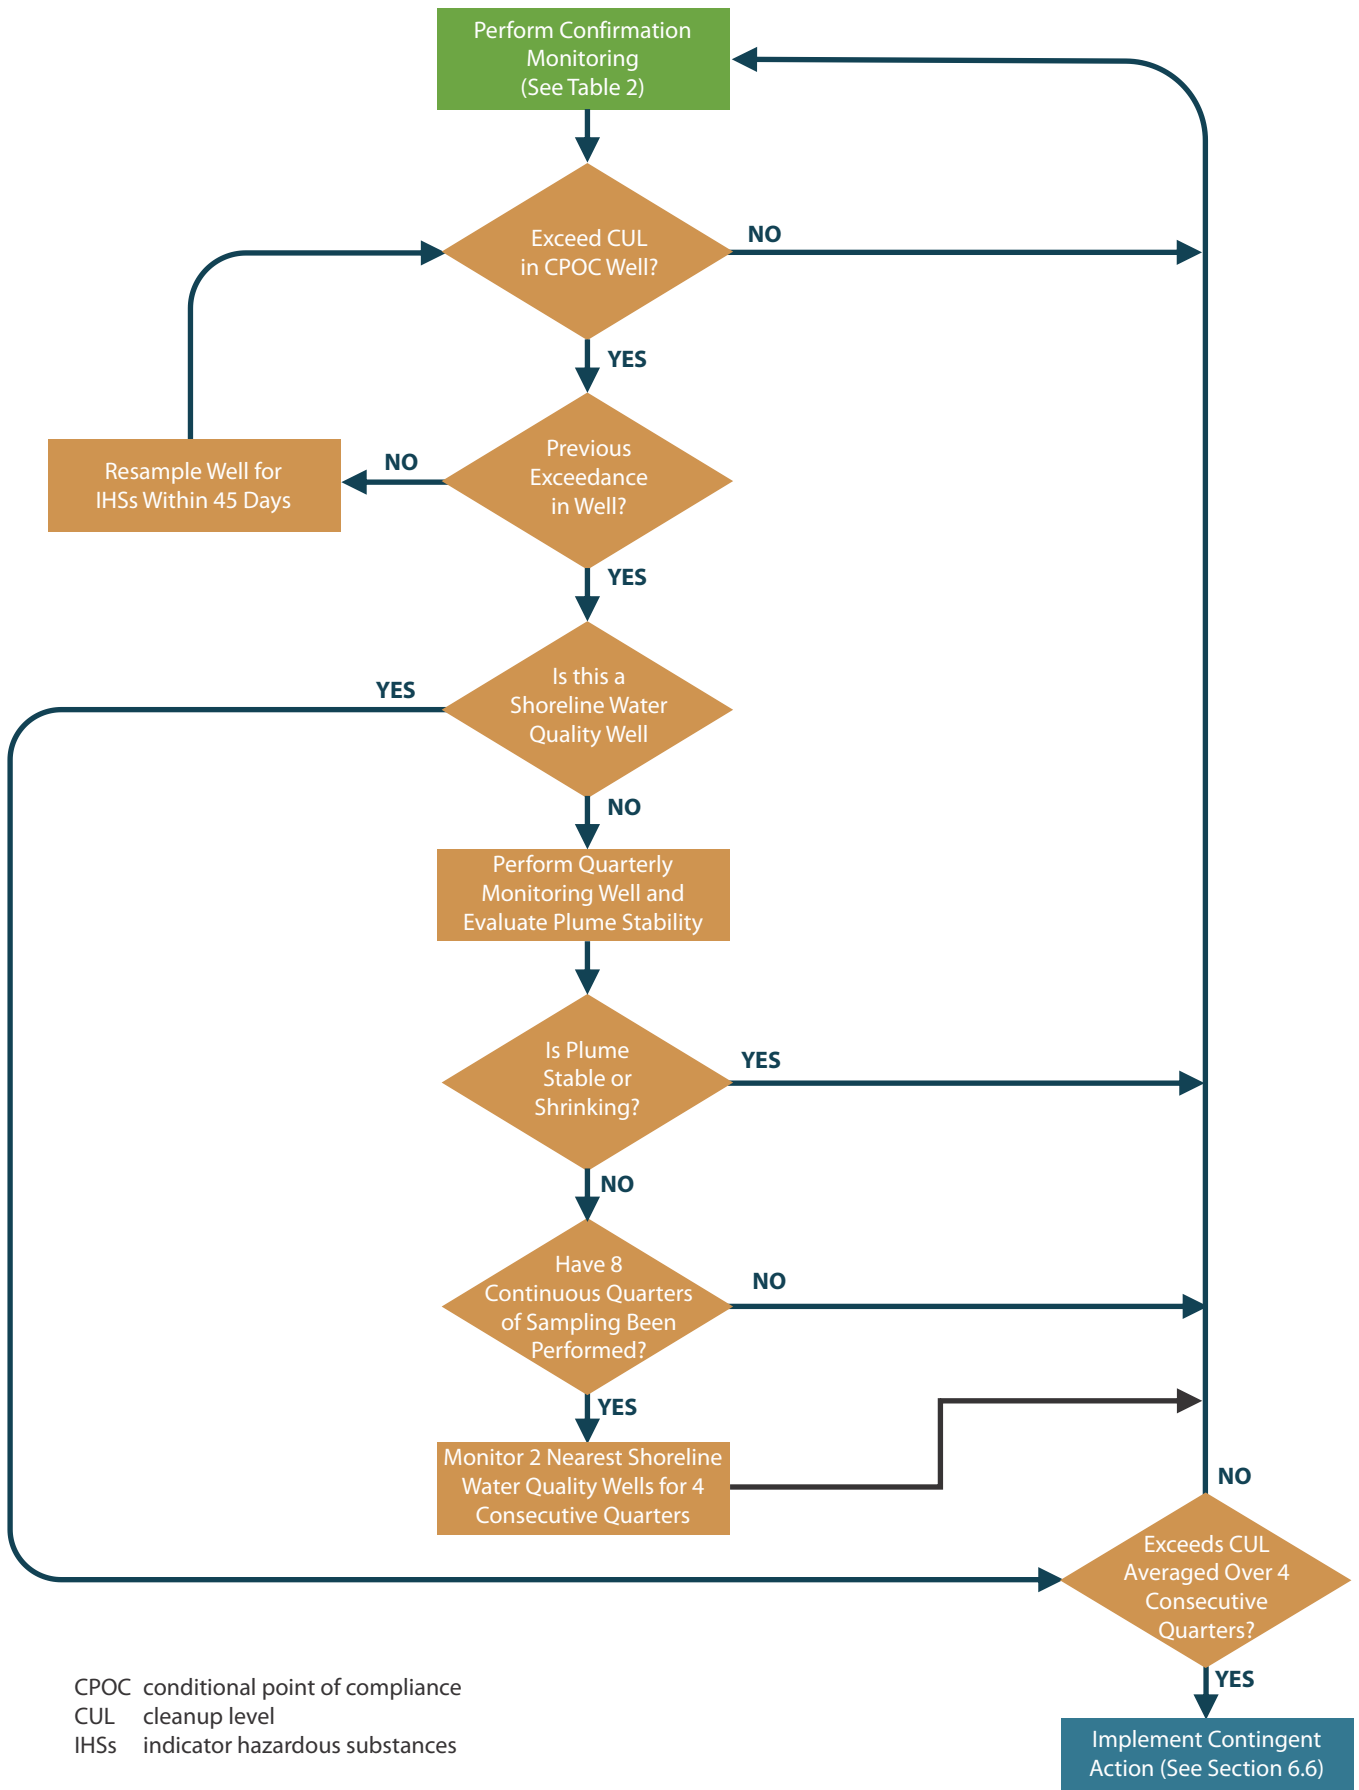 Perform Confirmation
Monitoring
(See Table 2)
Exceed CUL
in CPOC Well?
NO
YES
Previous
Exceedance
in Well?
NO
Resample Well for
IHSs Within 45 Days
YES
Is this a
Shoreline Water
Quality Well
YES
NO
Perform Quarterly
Monitoring Well and
Evaluate Plume Stability
Is Plume
Stable or
Shrinking?
YES
NO
Have 8
Continuous Quarters
of Sampling Been
Performed?
NO
YES
Monitor 2 Nearest Shoreline
Water Quality Wells for 4
Consecutive Quarters
NO
Exceeds CUL
Averaged Over 4
Consecutive
Quarters?
YES
Implement Contingent
Action (See Section 6.6)
CPOC conditional point of compliance
CUL cleanup level
IHSs indicator hazardous substances